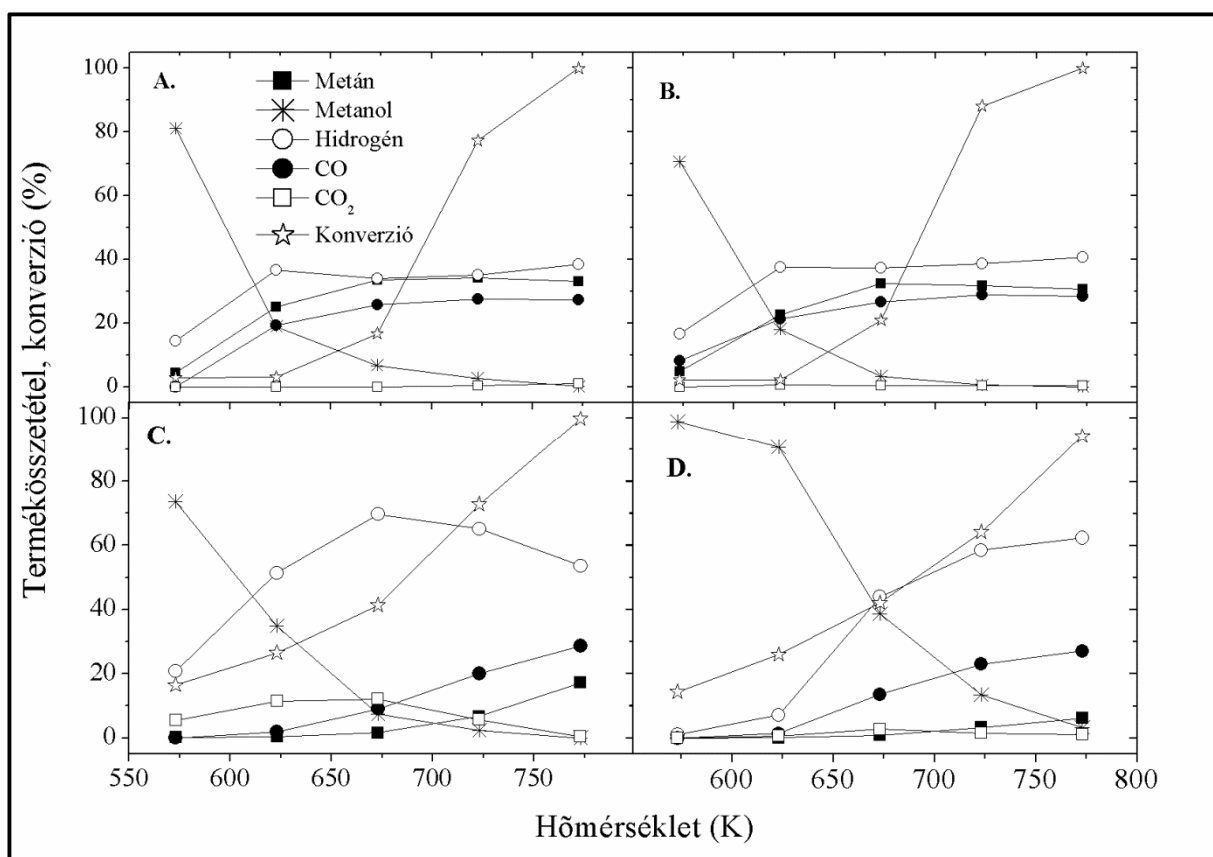 Termékösszetétel, konverzió (%)
100
80
60
40
20
0
A.
Metán
Metanol
Hidrogén
CO
CO₂
Konverzió
B.
100
80
60
40
20
0
C.
D.
550 600 650 700 750
600 650 700 750 800
Hõmérséklet (K)